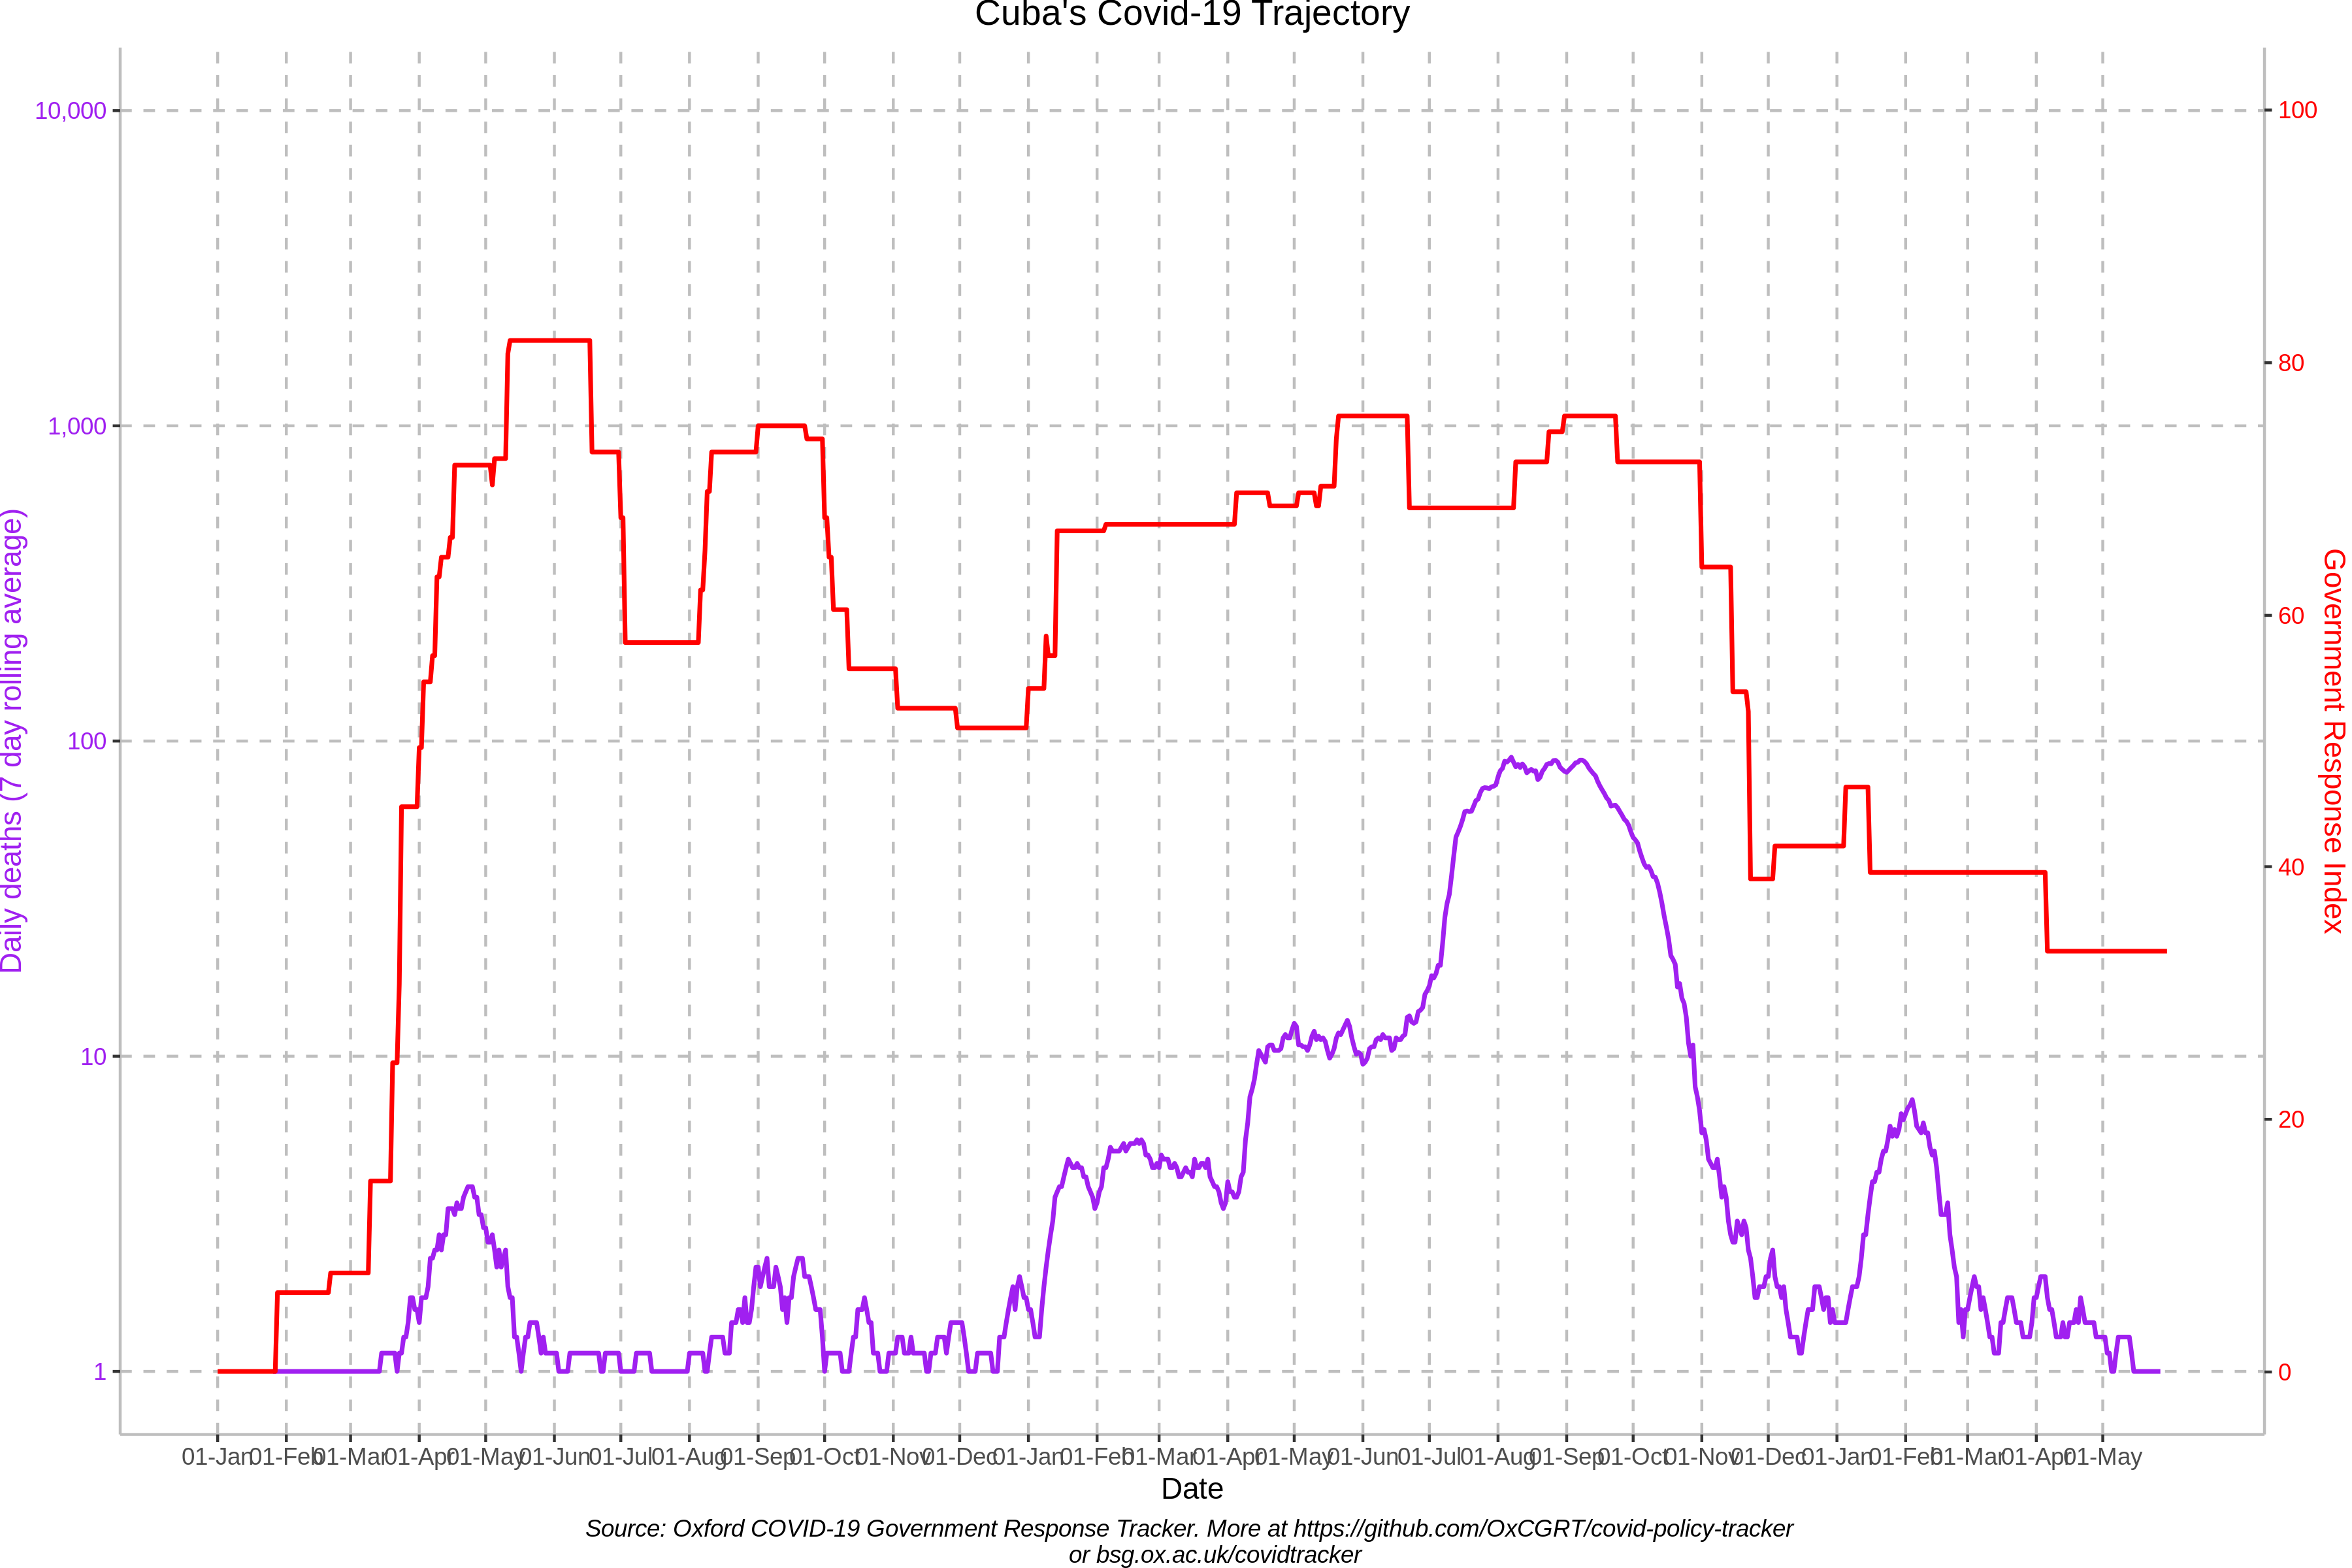 Cuba's Covid-19 Trajectory
10,000
1,000
100
10
1
Daily deaths (7 day rolling average)
100
80
60
40
20
0
Government Response Index
01-Jan 01-Feb 01-Mar 01-Apr 01-May 01-Jun 01-Jul 01-Aug 01-Sep 01-Oct 01-Nov 01-Dec 01-Jan 01-Feb 01-Mar 01-Apr 01-May 01-Jun 01-Jul 01-Aug 01-Sep 01-Oct 01-Nov 01-Dec 01-Jan 01-Feb 01-Mar 01-Apr 01-May
Date
Source: Oxford COVID-19 Government Response Tracker. More at https://github.com/OxCGRT/covid-policy-tracker
or bsg.ox.ac.uk/covidtracker